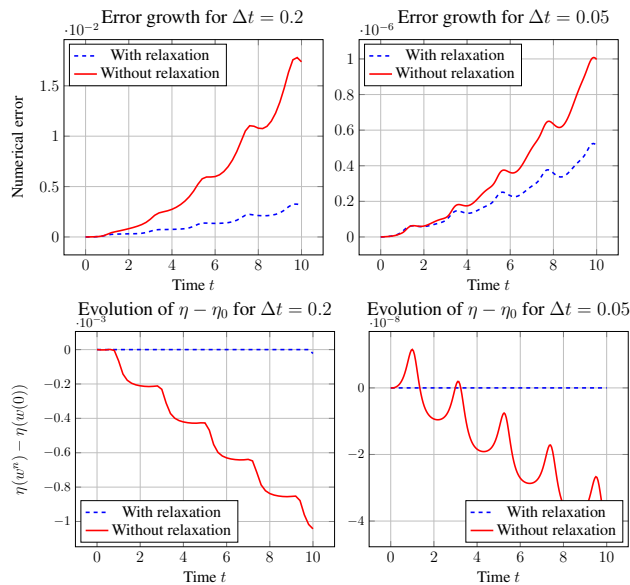 Error growth for Δt = 0.2
·10⁻²
1.5
1
0.5
0
0 2 4 6 8 10
Time t
Numerical error
With relaxation
Without relaxation
Error growth for Δt = 0.05
·10⁻⁶
1
0.8
0.6
0.4
0.2
0
0 2 4 6 8 10
Time t
With relaxation
Without relaxation
Evolution of η − η₀ for Δt = 0.2
·10⁻³
0
−0.2
−0.4
−0.6
−0.8
−1
0 2 4 6 8 10
Time t
η(wⁿ) − η(w(0))
With relaxation
Without relaxation
Evolution of η − η₀ for Δt = 0.05
·10⁻⁸
0
−2
−4
0 2 4 6 8 10
Time t
With relaxation
Without relaxation